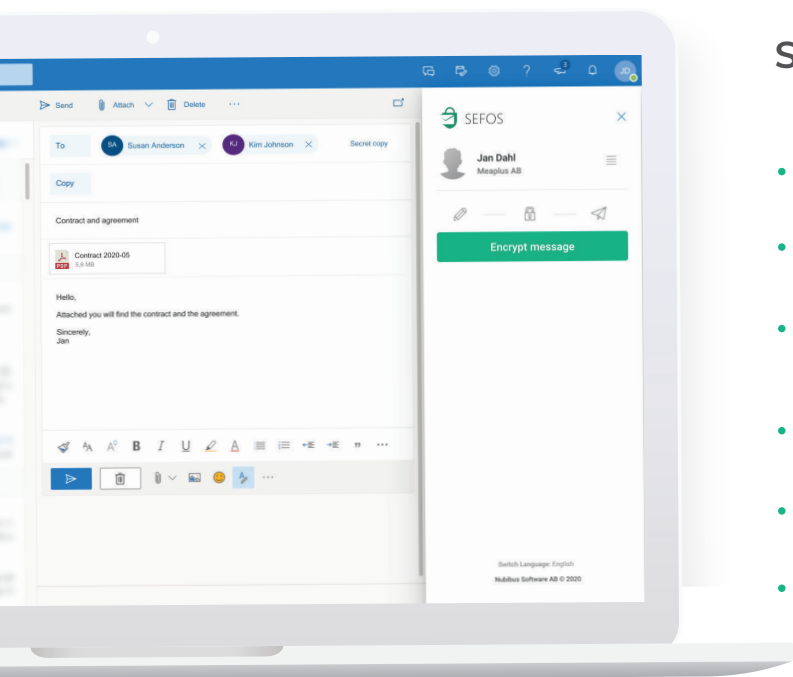 S
3
JD
Send Attach Delete ...
To SA Susan Anderson × KJ Kim Johnson × Secret copy
Copy
Contract and agreement
PDF Contract 2020-05
5,8 MB
Hello,
Attached you will find the contract and the agreement.
Sincerely,
Jan
B I U A
SEFOS
Jan Dahl
Meaplus AB
Encrypt message
Switch Language: English
Nubibus Software AB © 2020